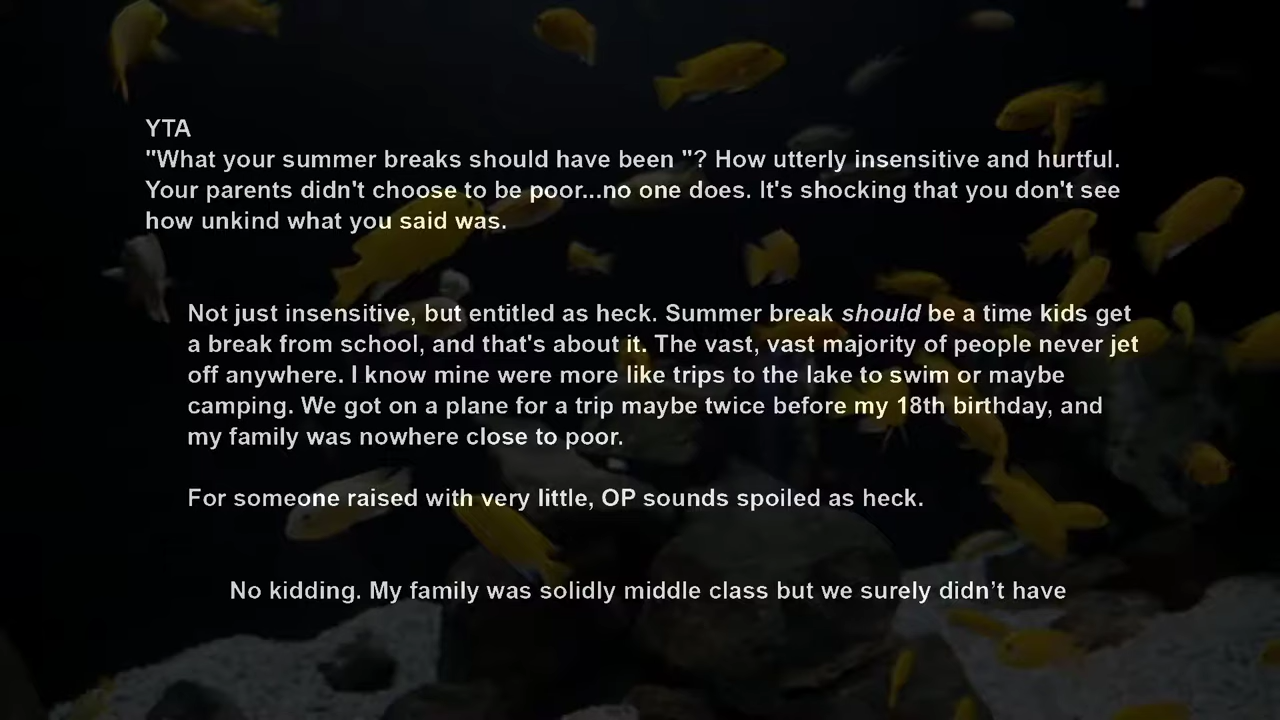 YTA
"What your summer breaks should have been "? How utterly insensitive and hurtful.
Your parents didn't choose to be poor...no one does. It's shocking that you don't see
how unkind what you said was.
Not just insensitive, but entitled as heck. Summer break should be a time kids get
a break from school, and that's about it. The vast, vast majority of people never jet
off anywhere. I know mine were more like trips to the lake to swim or maybe
camping. We got on a plane for a trip maybe twice before my 18th birthday, and
my family was nowhere close to poor.
For someone raised with very little, OP sounds spoiled as heck.
No kidding. My family was solidly middle class but we surely didn’t have